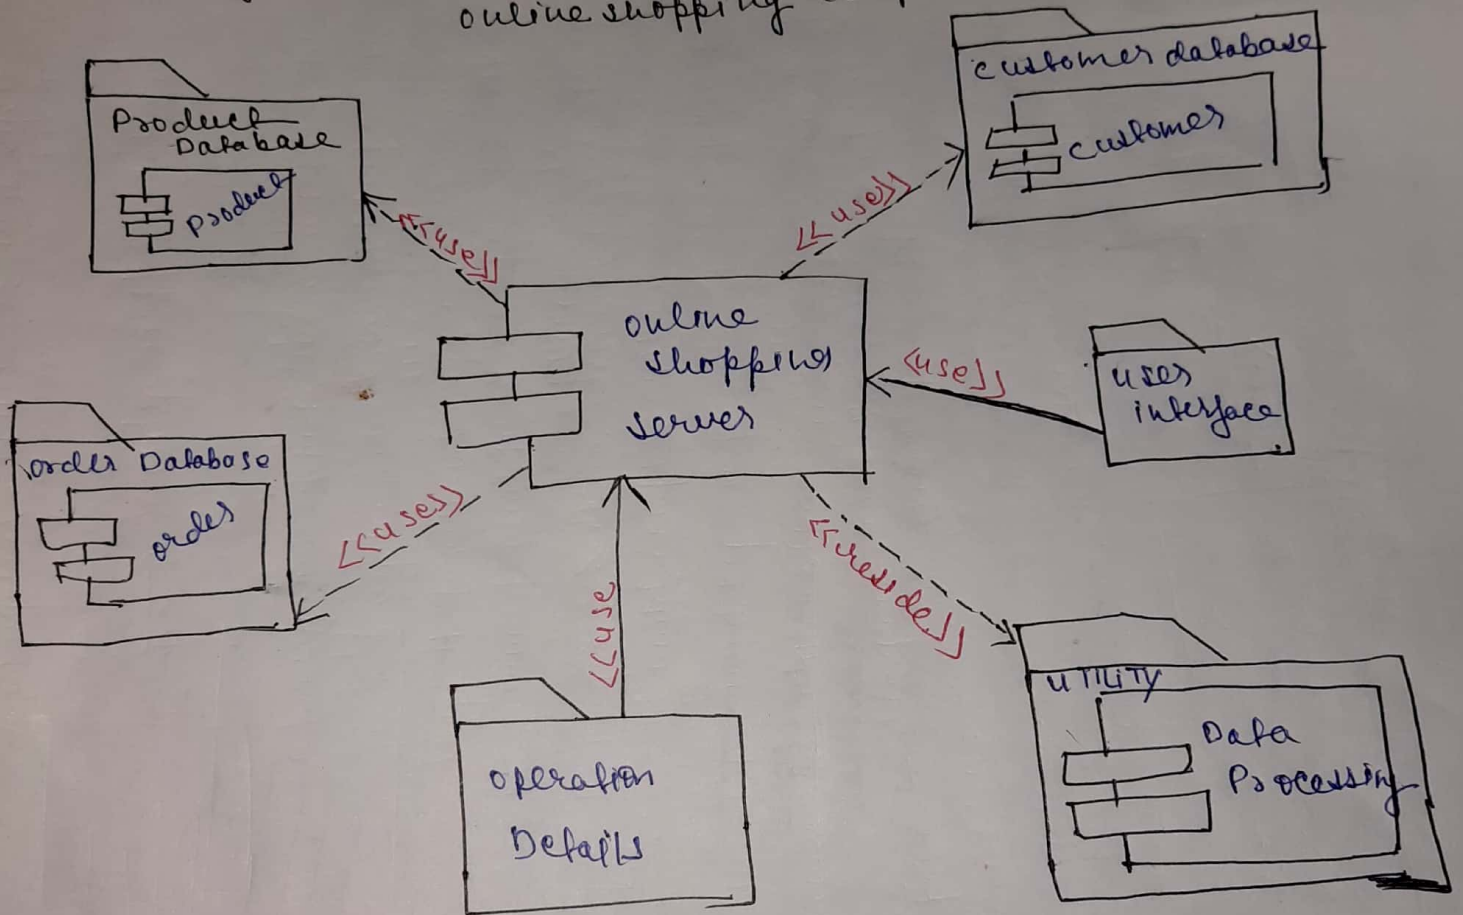 online shopping
customer database
customer
Product
Database
product
<<use>>
<<use>>
online
shopping
server
<use>>
user
interface
order Database
order
<<uses>>
<<use
<<reside>>
UTILITY
Data
Processing
operation
Details